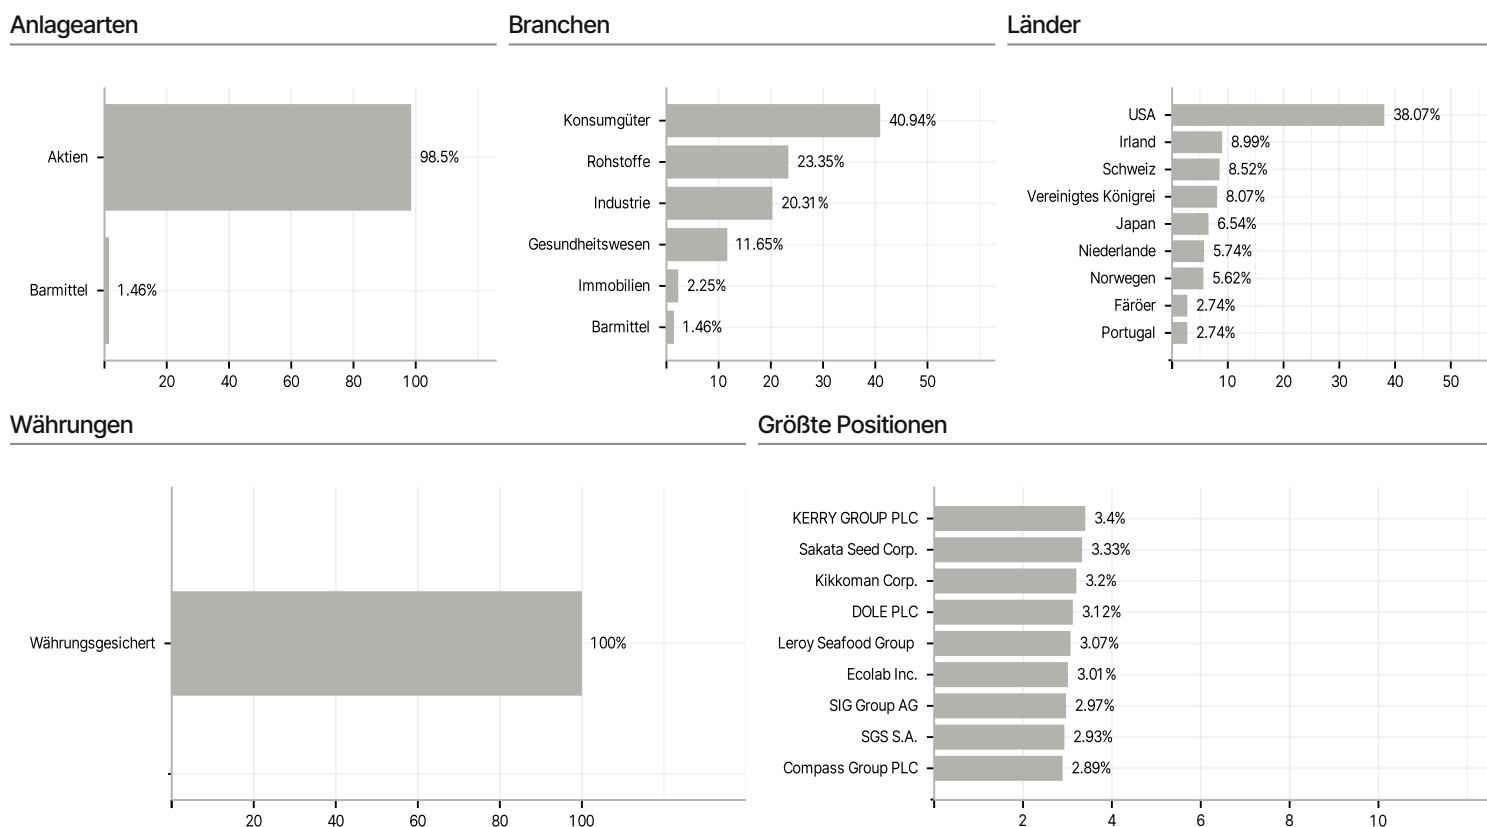 Anlagearten
Aktien
98.5%
Barmittel
1.46%
20 40 60 80 100
Branchen
Konsumgüter
40.94%
Rohstoffe
23.35%
Industrie
20.31%
Gesundheitswesen
11.65%
Immobilien
2.25%
Barmittel
1.46%
10 20 30 40 50
Länder
USA
38.07%
Irland
8.99%
Schweiz
8.52%
Vereinigtes Königrei
8.07%
Japan
6.54%
Niederlande
5.74%
Norwegen
5.62%
Färöer
2.74%
Portugal
2.74%
10 20 30 40 50
Währungen
Währungsgesichert
100%
20 40 60 80 100
Größte Positionen
KERRY GROUP PLC
3.4%
Sakata Seed Corp.
3.33%
Kikkoman Corp.
3.2%
DOLE PLC
3.12%
Leroy Seafood Group
3.07%
Ecolab Inc.
3.01%
SIG Group AG
2.97%
SGS S.A.
2.93%
Compass Group PLC
2.89%
2 4 6 8 10